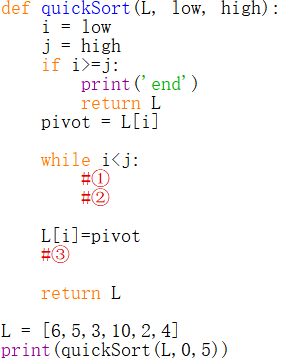 def quickSort(L, low, high):
    i = low
    j = high
    if i>=j:
        print('end')
        return L
    pivot = L[i]

    while i<j:
        #①
        #②

    L[i]=pivot
    #③

    return L

L = [6,5,3,10,2,4]
print(quickSort(L,0,5))